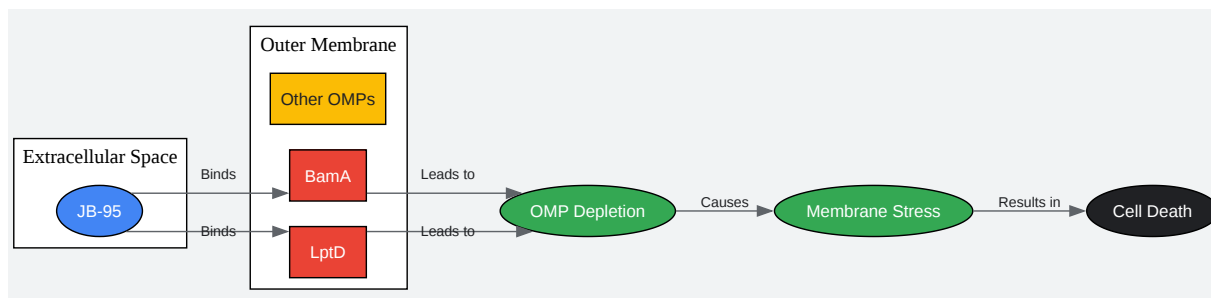 Outer Membrane
Other OMPs
Extracellular Space
Binds
BamA
Leads to
JB-95
OMP Depletion
Causes
Membrane Stress
Results in
Cell Death
Binds
LptD
Leads to